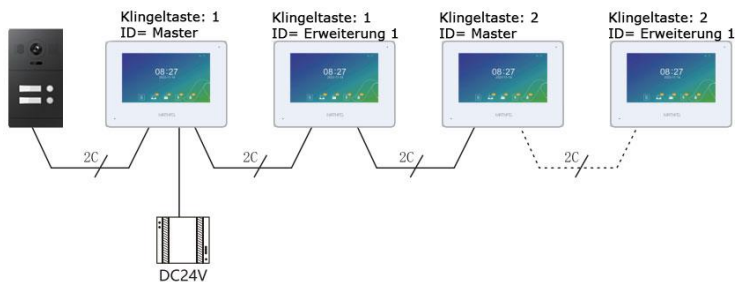 Klingeltaste: 1
ID= Master
Klingeltaste: 1
ID= Erweiterung 1
Klingeltaste: 2
ID= Master
Klingeltaste: 2
ID= Erweiterung 1
08:27
08:27
08:27
08:27
2C
2C
2C
2C
DC24V